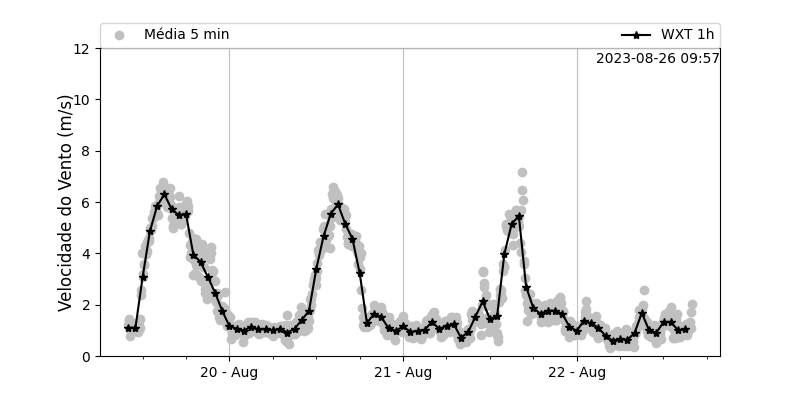 Média 5 min
WXT 1h
2023-08-26 09:57
Velocidade do Vento (m/s)
12
10
8
6
4
2
0
20 - Aug
21 - Aug
22 - Aug